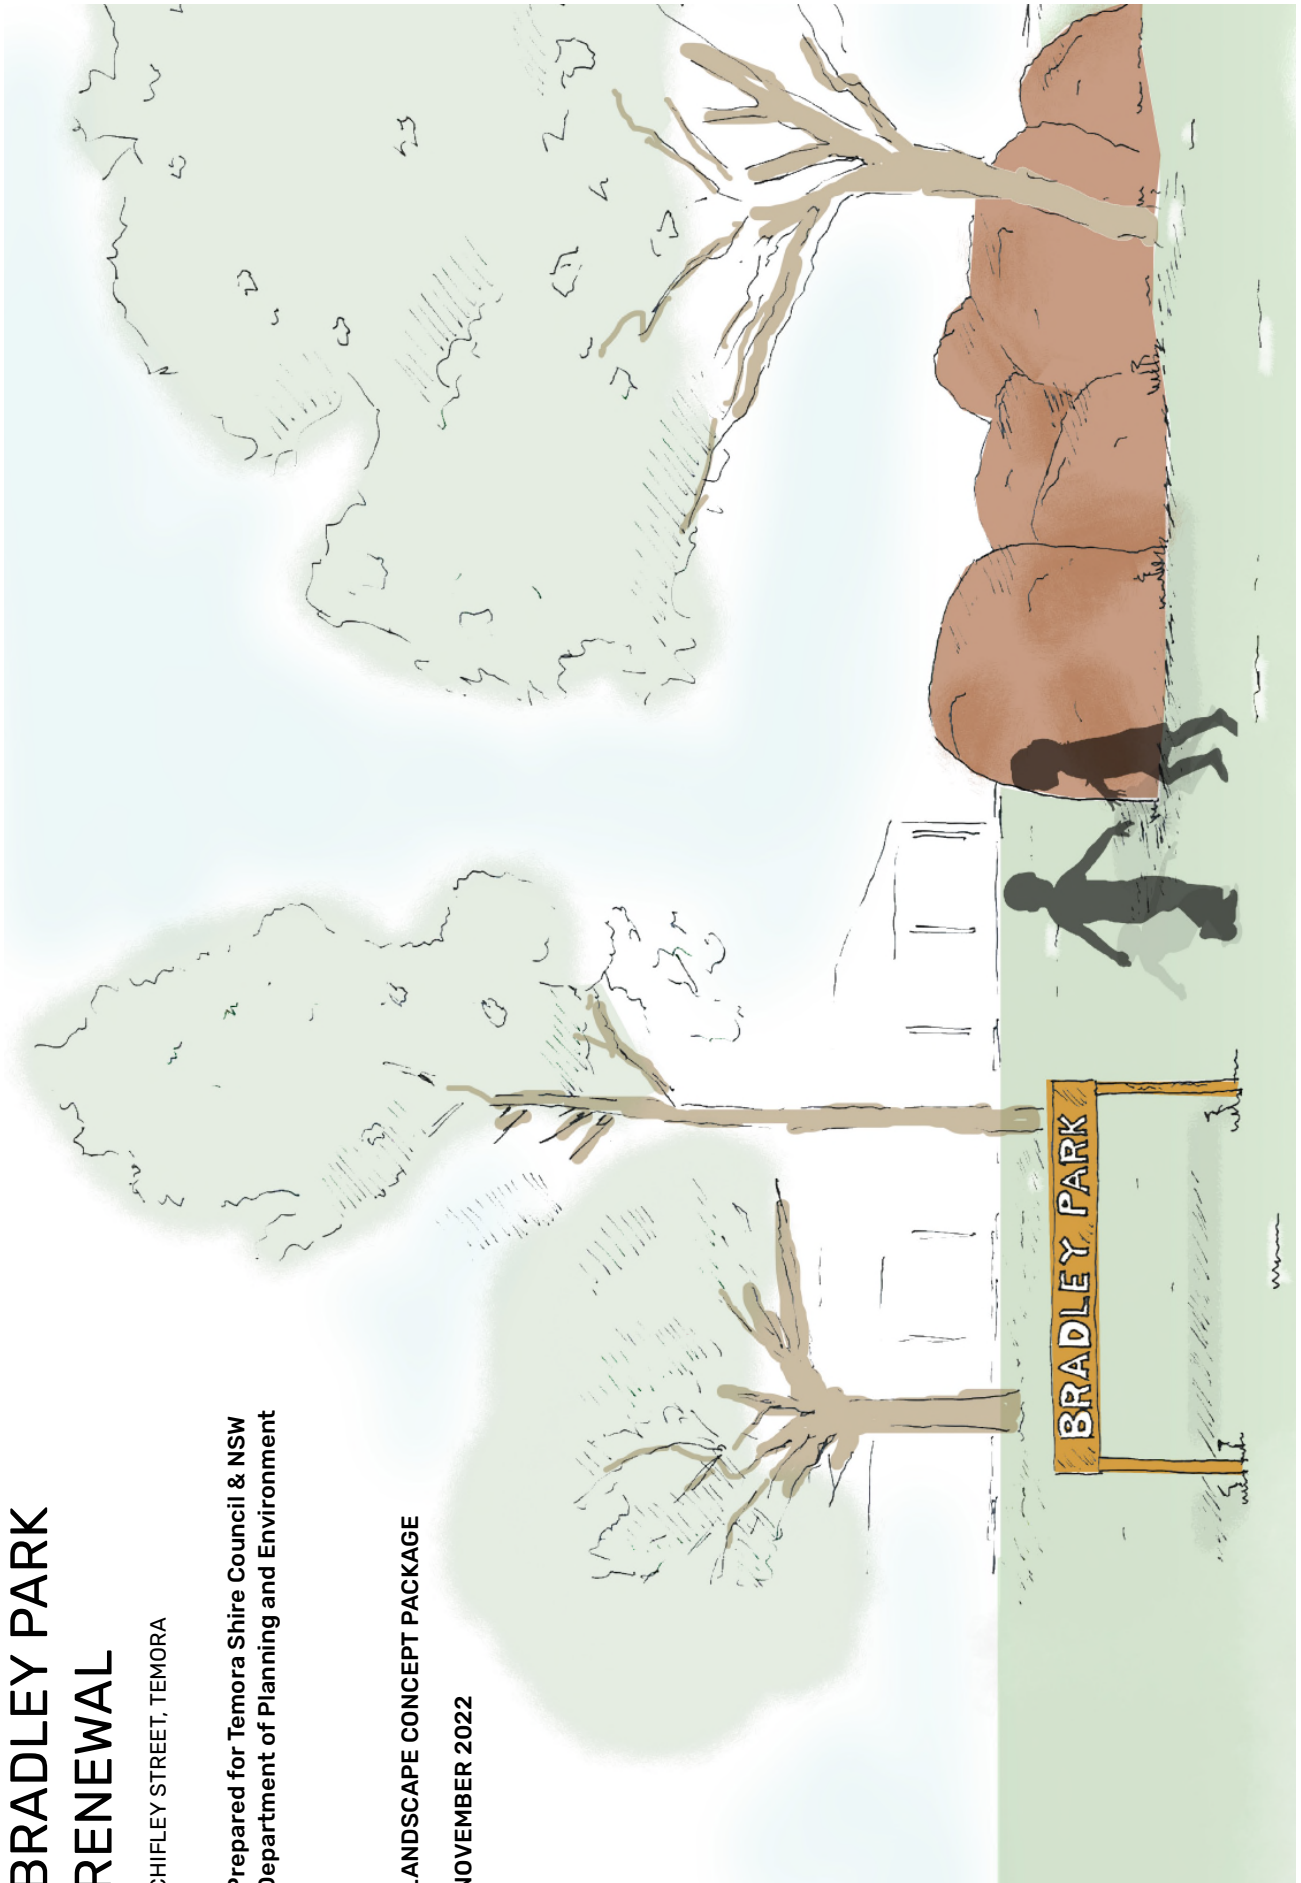 BRADLEY PARK
RENEWAL
CHIFLEY STREET, TEMORA
Prepared for Temora Shire Council & NSW
Department of Planning and Environment
LANDSCAPE CONCEPT PACKAGE
NOVEMBER 2022
BRADLEY PARK